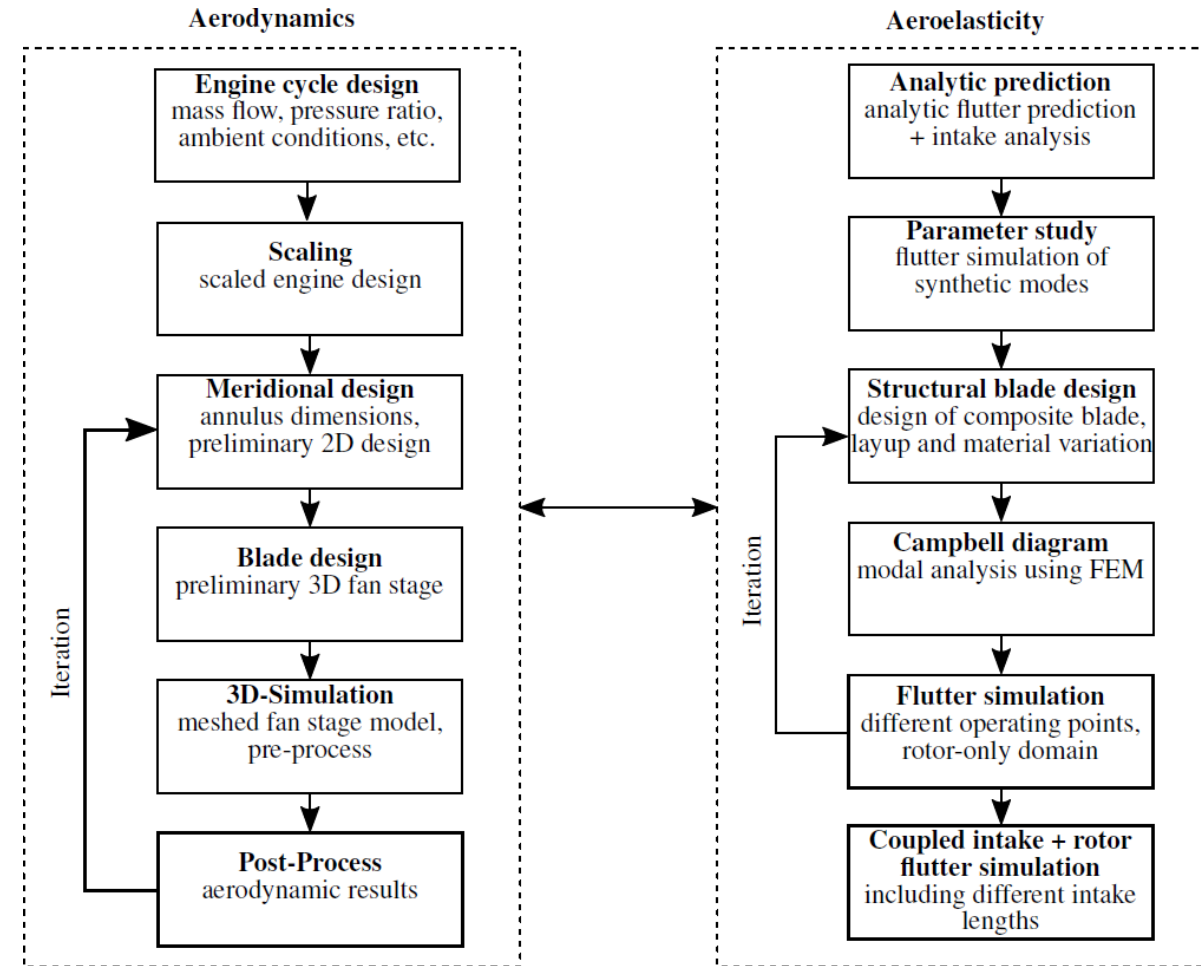 Aerodynamics
Engine cycle design
mass flow, pressure ratio,
ambient conditions, etc.
Scaling
scaled engine design
Meridional design
annulus dimensions,
preliminary 2D design
Blade design
preliminary 3D fan stage
3D-Simulation
meshed fan stage model,
pre-process
Post-Process
aerodynamic results
Iteration
Aeroelasticity
Analytic prediction
analytic flutter prediction
+ intake analysis
Parameter study
flutter simulation of
synthetic modes
Structural blade design
design of composite blade,
layup and material variation
Campbell diagram
modal analysis using FEM
Flutter simulation
different operating points,
rotor-only domain
Coupled intake + rotor
flutter simulation
including different intake
lengths
Iteration